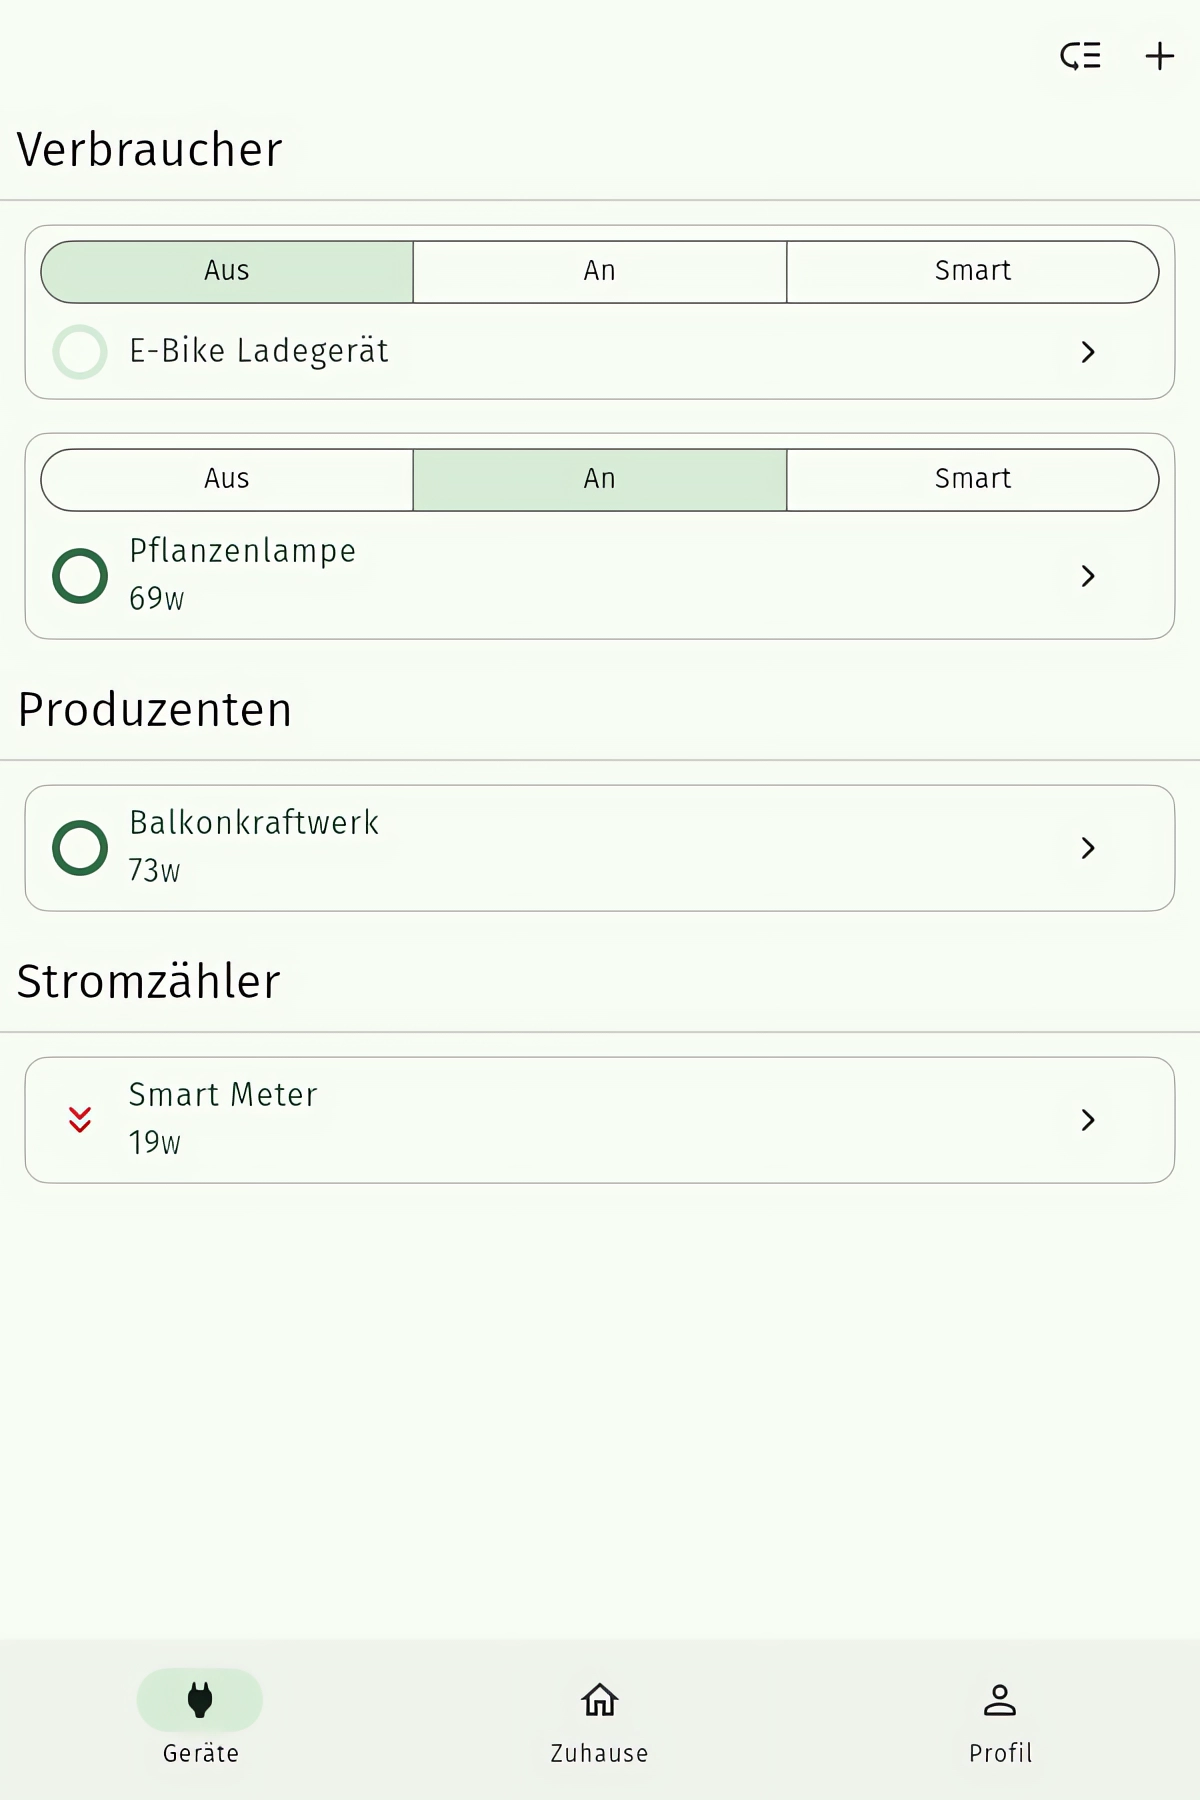 Verbraucher
Aus An Smart
E-Bike Ladegerät
Aus An Smart
Pflanzenlampe
69w
Produzenten
Balkonkraftwerk
73w
Stromzähler
Smart Meter
19w
Geräte Zuhause Profil